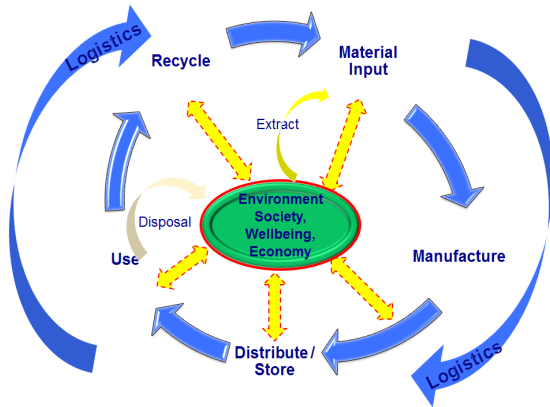 Logistics
Recycle
Material
Input
Extract
Environment
Society,
Wellbeing,
Economy
Disposal
Use
Manufacture
Distribute/
Store
Logistics